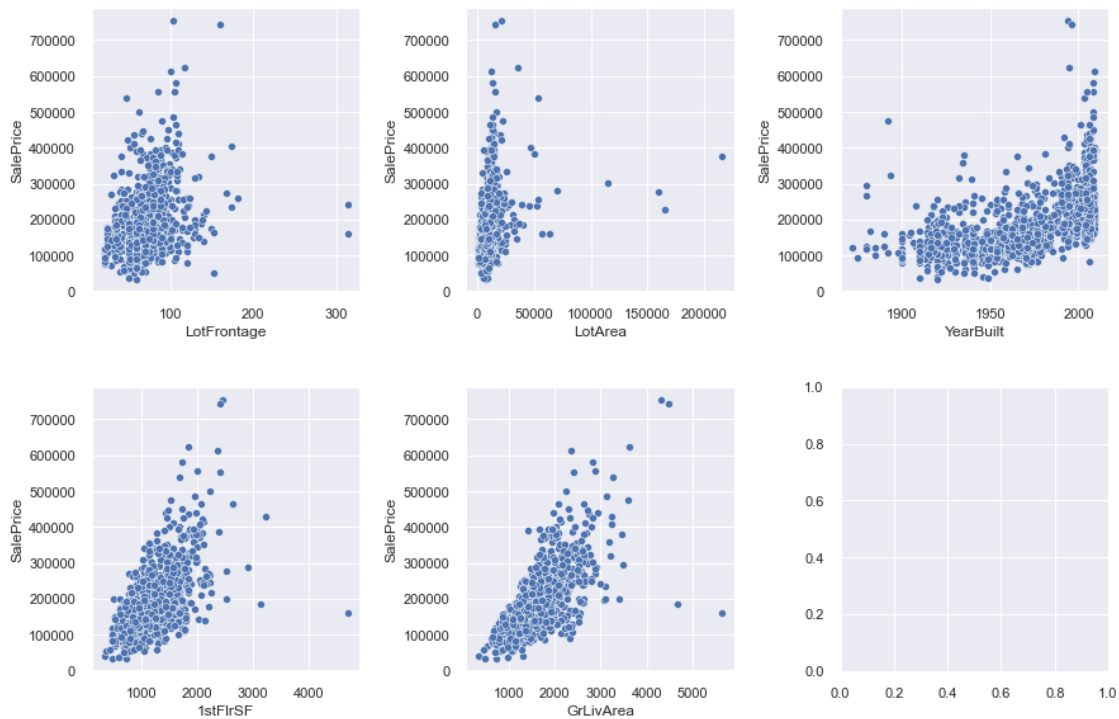 700000 700000 700000
600000 600000 600000
500000 500000 500000
SalePrice SalePrice SalePrice
400000 400000 400000
300000 300000 300000
200000 200000 200000
100000 100000 100000
0 0 0
100 200 300 0 50000 100000 150000 200000 1900 1950 2000
LotFrontage LotArea YearBuilt
1.0
700000 700000
600000 600000 0.8
500000 500000
SalePrice SalePrice 0.6
400000 400000
300000 300000 0.4
200000 200000
100000 100000 0.2
0 0 0.0
1000 2000 3000 4000 1000 2000 3000 4000 5000 0.0 0.2 0.4 0.6 0.8 1.0
1stFlrSF GrLivArea